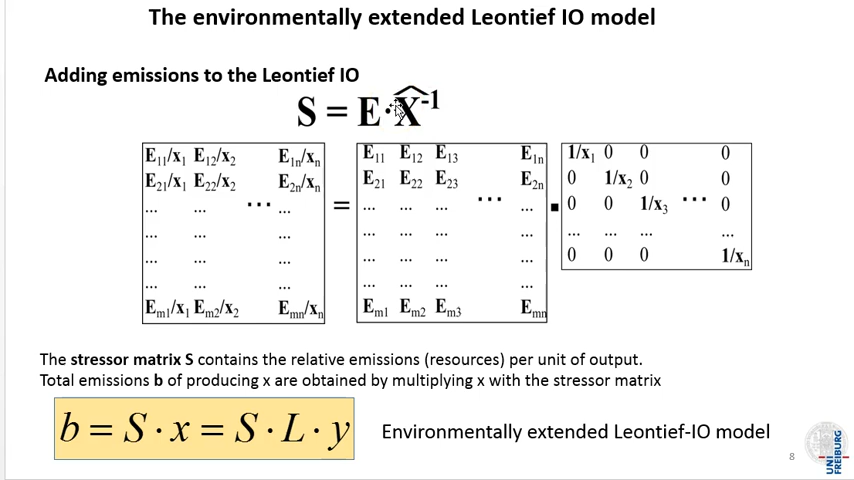 The environmentally extended Leontief IO model
Adding emissions to the Leontief IO
S = E·X̂⁻¹
E₁₁/x₁ E₁₂/x₂ E₁ₙ/xₙ
E₂₁/x₁ E₂₂/x₂ E₂ₙ/xₙ
... ... ··· ...
... ... ...
... ... ...
... ... ...
Eₘ₁/x₁ Eₘ₂/x₂ Eₘₙ/xₙ
=
E₁₁ E₁₂ E₁₃ E₁ₙ
E₂₁ E₂₂ E₂₃ E₂ₙ
... ... ... ··· ...
... ... ... ...
... ... ... ...
... ... ... ...
Eₘ₁ Eₘ₂ Eₘ₃ Eₘₙ
·
1/x₁ 0 0 0
0 1/x₂ 0 0
0 0 1/x₃ ··· 0
... ... ... ...
0 0 0 1/xₙ
The stressor matrix S contains the relative emissions (resources) per unit of output.
Total emissions b of producing x are obtained by multiplying x with the stressor matrix
b = S · x = S · L · y
Environmentally extended Leontief-IO model
8
UNI
FREIBURG